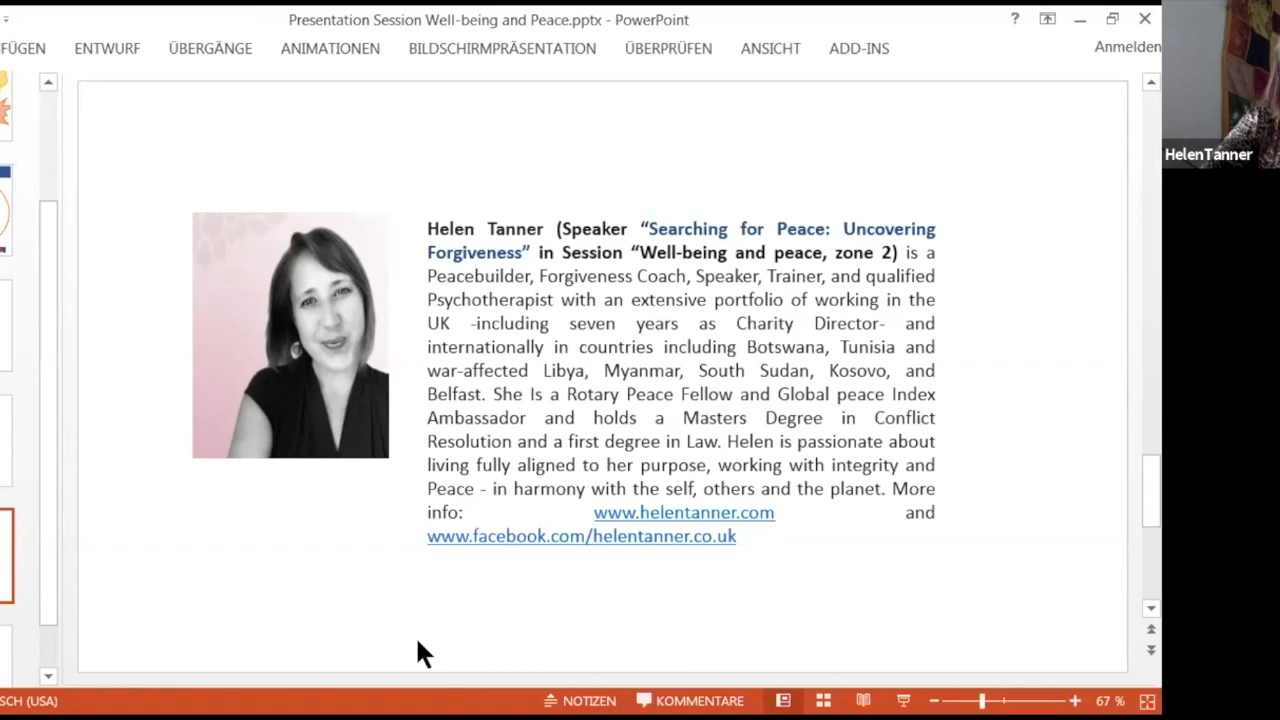 Presentation Session Well-being and Peace.pptx - PowerPoint
?
FÜGEN ENTWURF ÜBERGÄNGE ANIMATIONEN BILDSCHIRMPRÄSENTATION ÜBERPRÜFEN ANSICHT ADD-INS Anmelden
HelenTanner
Helen Tanner (Speaker “Searching for Peace: Uncovering
Forgiveness” in Session “Well-being and peace, zone 2) is a
Peacebuilder, Forgiveness Coach, Speaker, Trainer, and qualified
Psychotherapist with an extensive portfolio of working in the
UK -including seven years as Charity Director- and
internationally in countries including Botswana, Tunisia and
war-affected Libya, Myanmar, South Sudan, Kosovo, and
Belfast. She Is a Rotary Peace Fellow and Global peace Index
Ambassador and holds a Masters Degree in Conflict
Resolution and a first degree in Law. Helen is passionate about
living fully aligned to her purpose, working with integrity and
Peace - in harmony with the self, others and the planet. More
info: www.helentanner.com and
www.facebook.com/helentanner.co.uk
SCH (USA) NOTIZEN KOMMENTARE 67 %